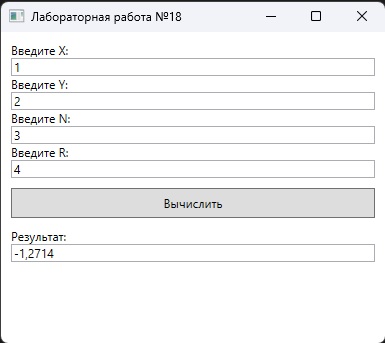 Лабораторная работа №18
Введите X:
1
Введите Y:
2
Введите N:
3
Введите R:
4
Вычислить
Результат:
-1,2714